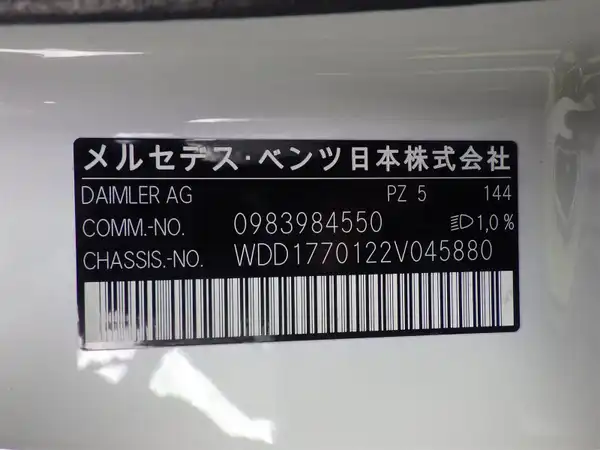 メルセデス・ベンツ日本株式会社
DAIMLER AG PZ 5 144
COMM.-NO. 0983984550 1,0%
CHASSIS.-NO. WDD1770122V045880